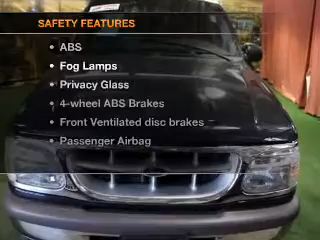 SAFETY FEATURES
• ABS
• Fog Lamps
• Privacy Glass
• 4-wheel ABS Brakes
• Front Ventilated disc brakes
• Passenger Airbag